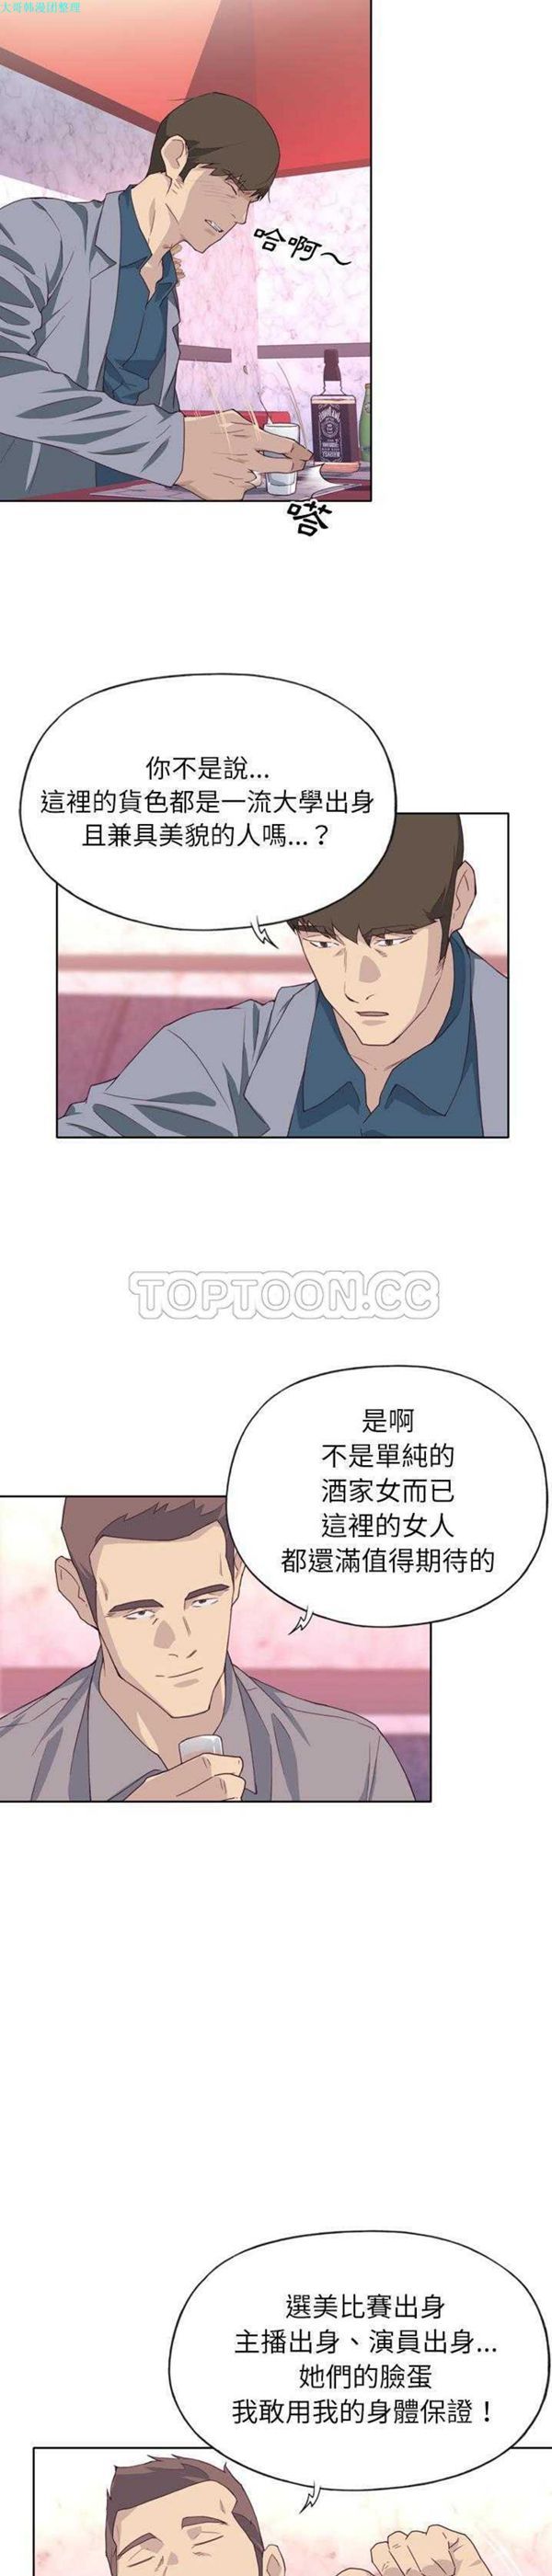 大哥韩漫团整理
哈啊～
嗒
你不是說...
這裡的貨色都是一流大學出身
且兼具美貌的人嗎...？
TOPTOON.CC
是啊
不是單純的
酒家女而已
這裡的女人
都還滿值得期待的
選美比賽出身
主播出身、演員出身...
她們的臉蛋
我敢用我的身體保證！